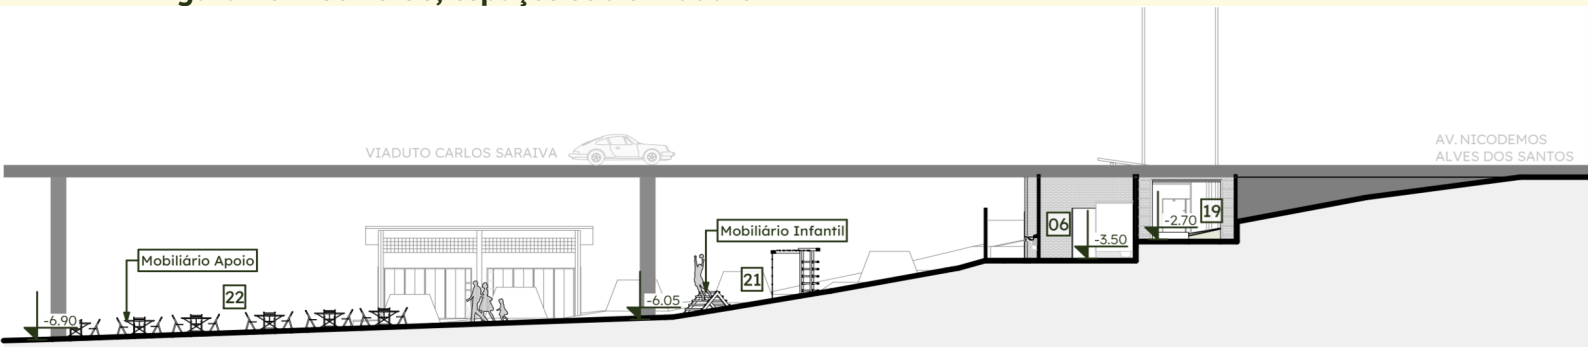 VIADUTO CARLOS SARAIVA
AV. NICODEMOS
ALVES DOS SANTOS
Mobiliário Infantil
06
19
-2.70
-3.50
Mobiliário Apoio
22
21
-6.90
-6.05